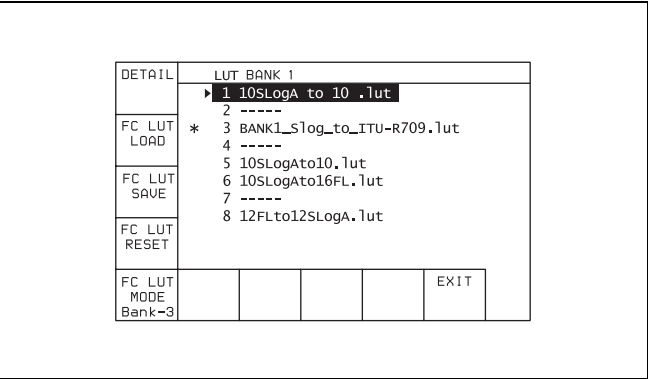 DETAIL
LUT BANK 1
1 10SLogA to 10 .lut
2 -----
FC LUT
LOAD
* 3 BANK1_Slog_to_ITU-R709.lut
4 -----
5 10SLogAto10.lut
FC LUT
SAVE
6 10SLogAto16FL.lut
7 -----
8 12FLto12SLogA.lut
FC LUT
RESET
FC LUT
MODE
Bank-3
EXIT